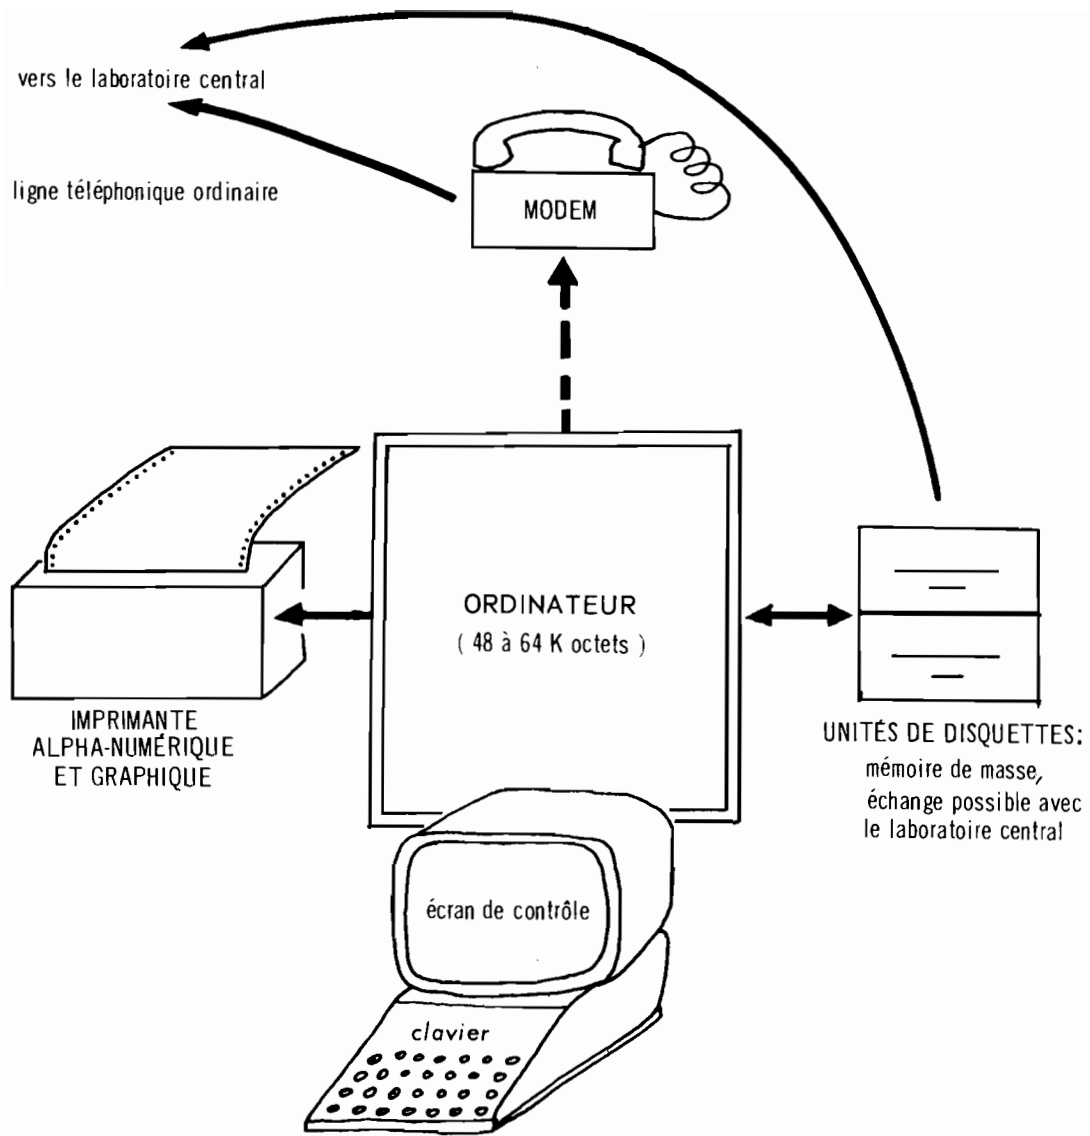 vers le laboratoire central
ligne téléphonique ordinaire
MODEM
ORDINATEUR
( 48 à 64 K octets )
IMPRIMANTE
ALPHA-NUMÉRIQUE
ET GRAPHIQUE
UNITÉS DE DISQUETTES:
mémoire de masse,
échange possible avec
le laboratoire central
écran de contrôle
clavier